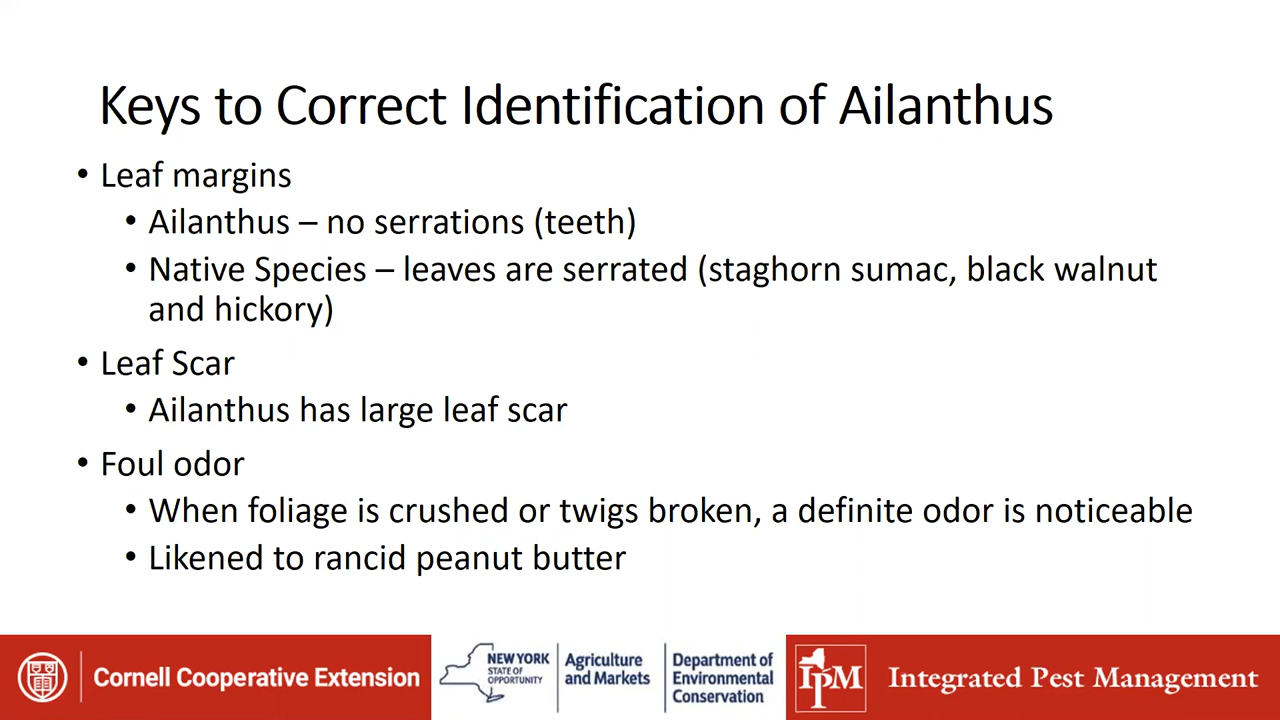 Keys to Correct Identification of Ailanthus
• Leaf margins
• Ailanthus – no serrations (teeth)
• Native Species – leaves are serrated (staghorn sumac, black walnut
and hickory)
• Leaf Scar
• Ailanthus has large leaf scar
• Foul odor
• When foliage is crushed or twigs broken, a definite odor is noticeable
• Likened to rancid peanut butter
Cornell Cooperative Extension
NEW YORK
STATE OF
OPPORTUNITY
Agriculture
and Markets
Department of
Environmental
Conservation
IPM
Integrated Pest Management